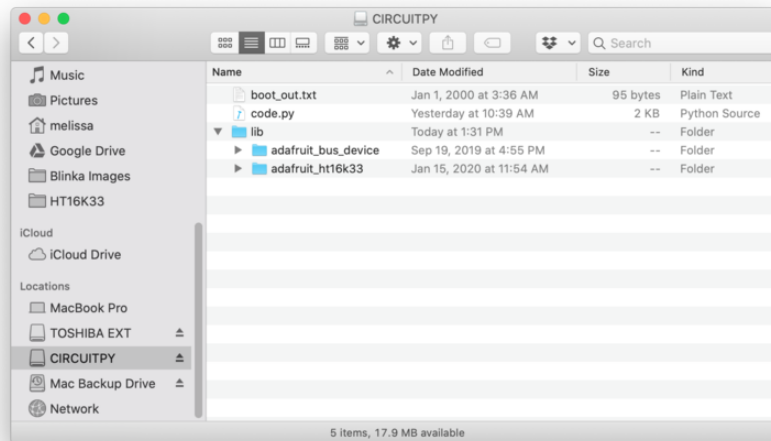 CIRCUITPY
Search
Music
Pictures
melissa
Google Drive
Blinka Images
HT16K33
iCloud
iCloud Drive
Locations
MacBook Pro
TOSHIBA EXT
CIRCUITPY
Mac Backup Drive
Network
Name Date Modified Size Kind
boot_out.txt Jan 1, 2000 at 3:36 AM 95 bytes Plain Text
code.py Yesterday at 10:39 AM 2 KB Python Source
lib Today at 1:31 PM -- Folder
adafruit_bus_device Sep 19, 2019 at 4:55 PM -- Folder
adafruit_ht16k33 Jan 15, 2020 at 11:54 AM -- Folder
5 items, 17.9 MB available